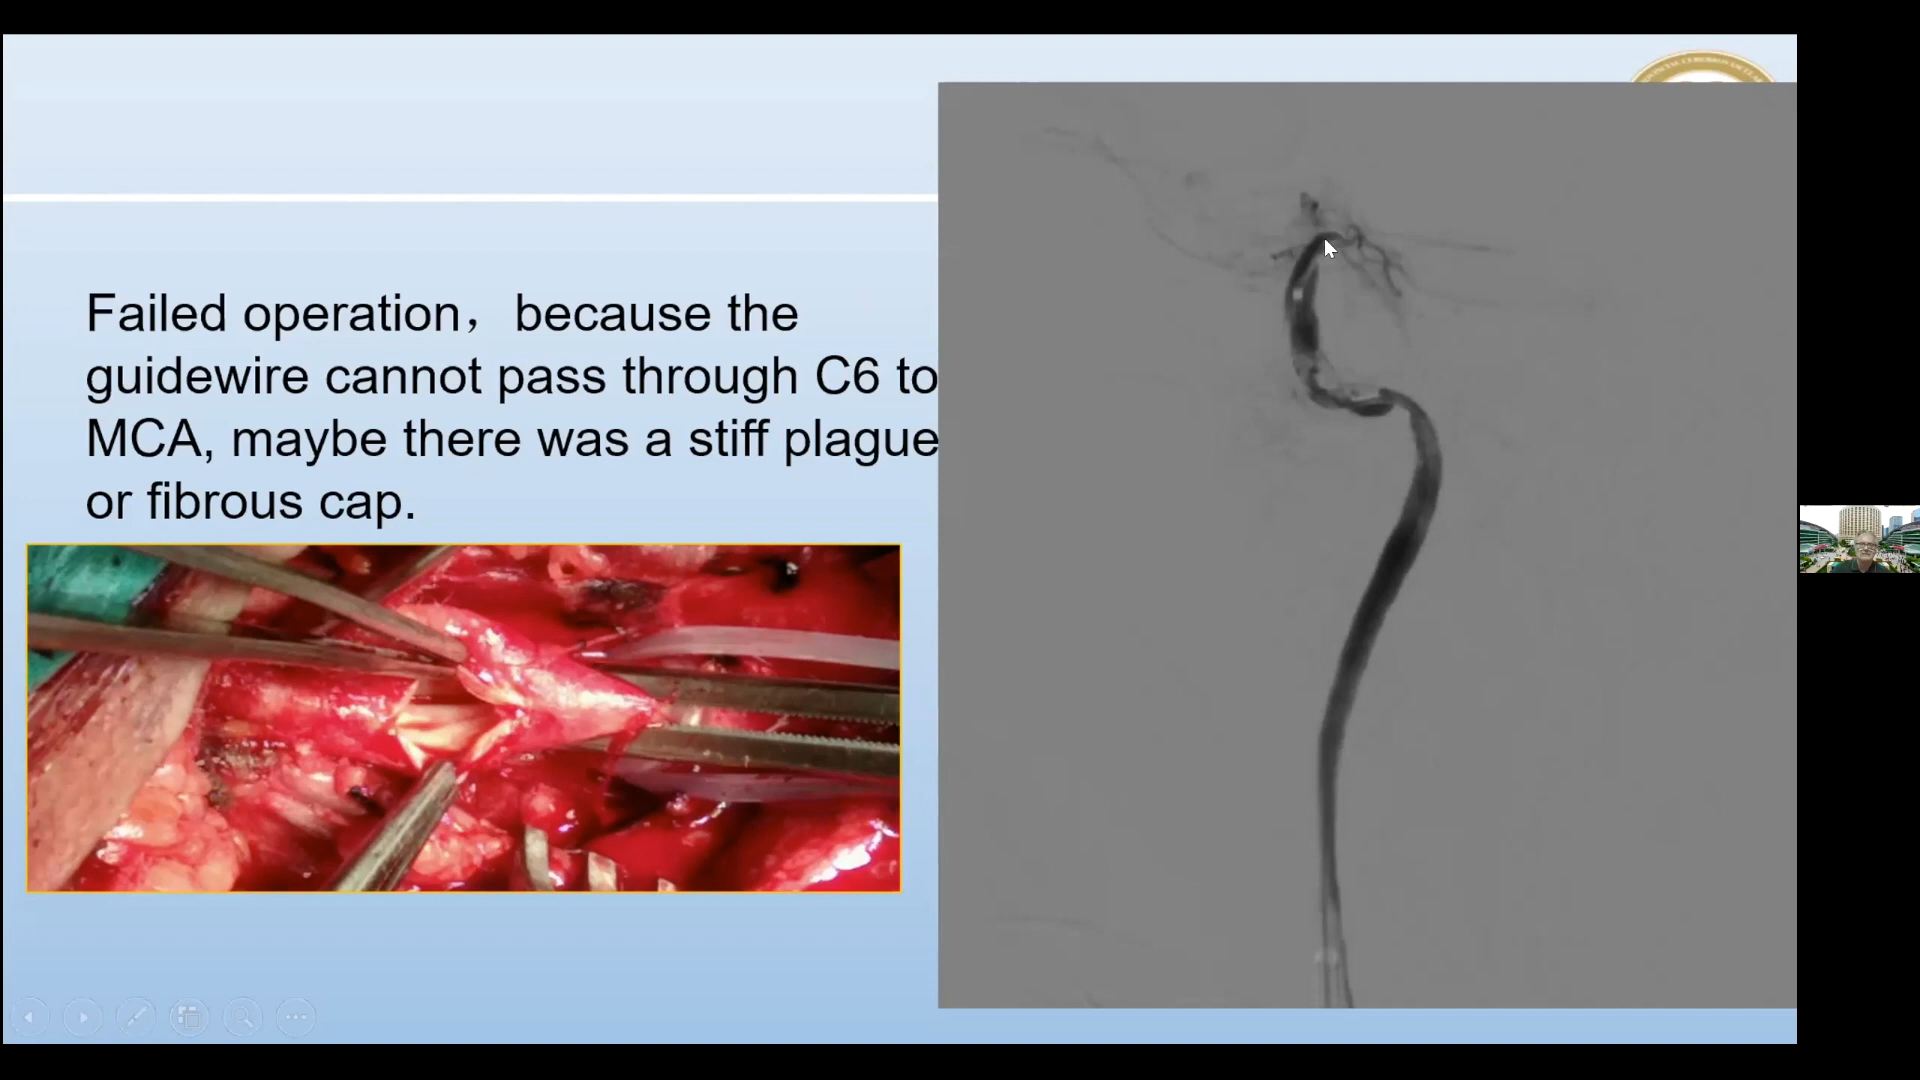 Failed operation， because the
guidewire cannot pass through C6 to
MCA, maybe there was a stiff plague
or fibrous cap.